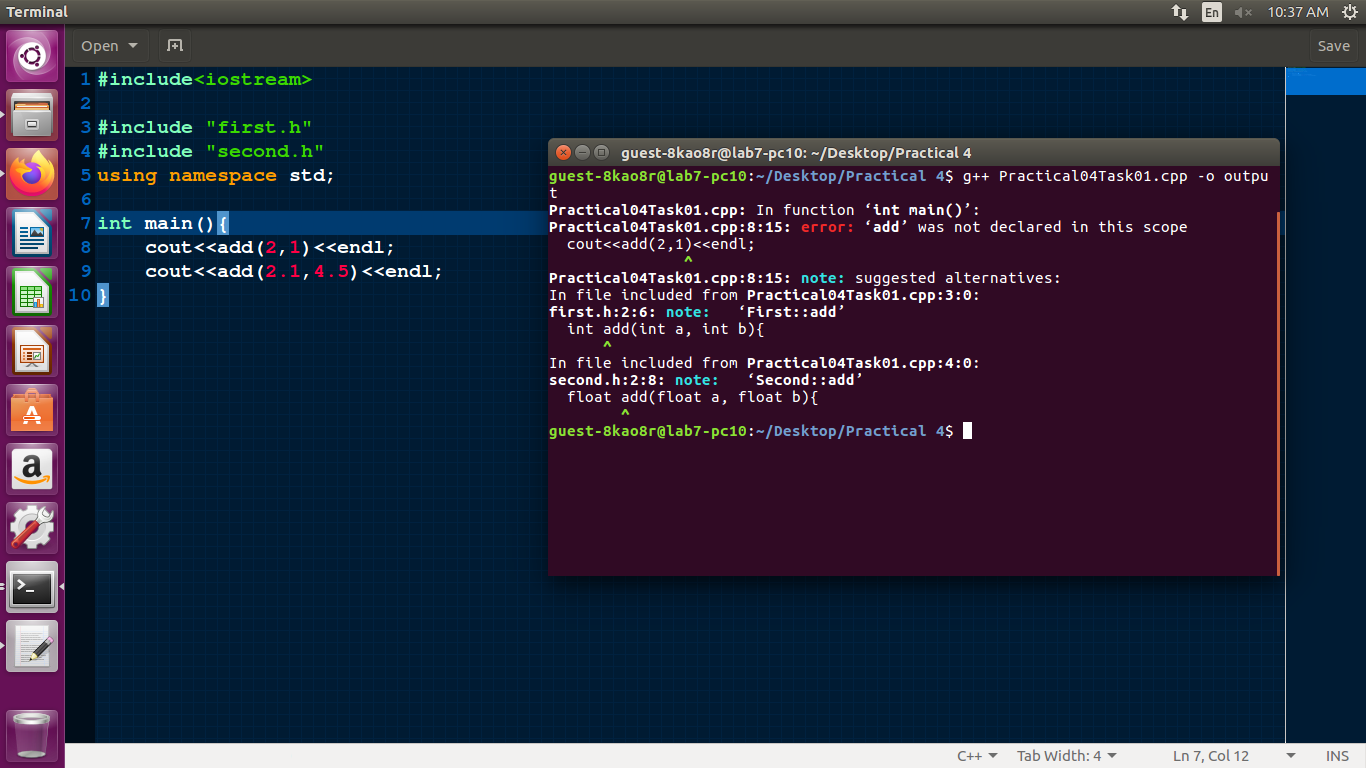 Terminal
En
10:37 AM
Open
Save
1 #include<iostream>
2
3 #include "first.h"
4 #include "second.h"
5 using namespace std;
6
7 int main(){
8     cout<<add(2,1)<<endl;
9     cout<<add(2.1,4.5)<<endl;
10 }
guest-8kao8r@lab7-pc10: ~/Desktop/Practical 4
guest-8kao8r@lab7-pc10:~/Desktop/Practical 4$ g++ Practical04Task01.cpp -o outpu
t
Practical04Task01.cpp: In function ‘int main()’:
Practical04Task01.cpp:8:15: error: ‘add’ was not declared in this scope
  cout<<add(2,1)<<endl;
               ^
Practical04Task01.cpp:8:15: note: suggested alternatives:
In file included from Practical04Task01.cpp:3:0:
first.h:2:6: note:   ‘First::add’
  int add(int a, int b){
      ^
In file included from Practical04Task01.cpp:4:0:
second.h:2:8: note:   ‘Second::add’
  float add(float a, float b){
        ^
guest-8kao8r@lab7-pc10:~/Desktop/Practical 4$
C++
Tab Width: 4
Ln 7, Col 12
INS